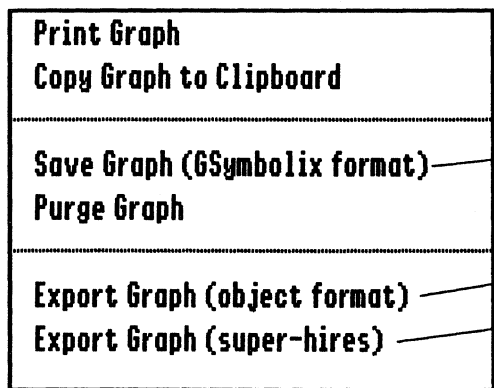 Print Graph
Copy Graph to Clipboard
Save Graph (GSymbolix format)
Purge Graph
Export Graph (object format)
Export Graph (super-hires)